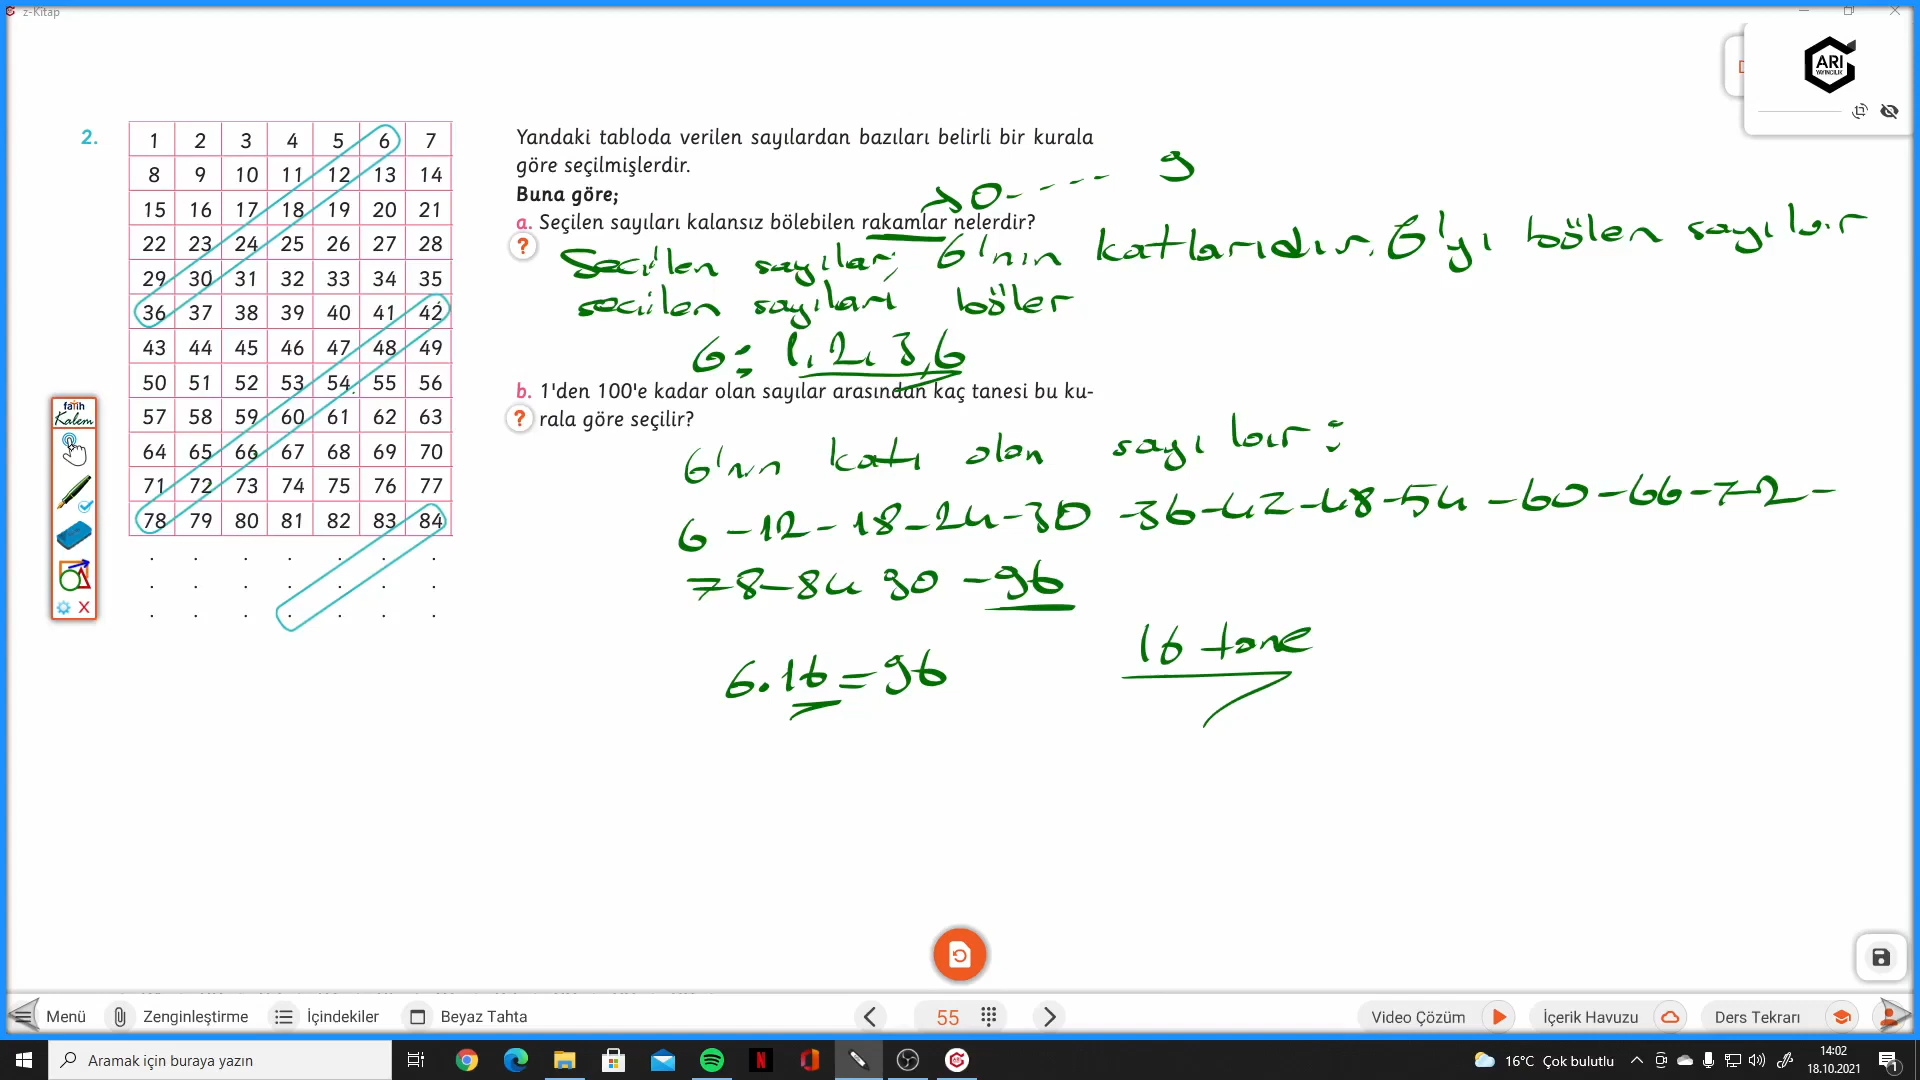 z-Kitap
ARI
YAYINCILIK
2.
1 2 3 4 5 6 7
8 9 10 11 12 13 14
15 16 17 18 19 20 21
22 23 24 25 26 27 28
29 30 31 32 33 34 35
36 37 38 39 40 41 42
43 44 45 46 47 48 49
50 51 52 53 54 55 56
57 58 59 60 61 62 63
64 65 66 67 68 69 70
71 72 73 74 75 76 77
78 79 80 81 82 83 84
Yandaki tabloda verilen sayılardan bazıları belirli bir kurala
göre seçilmişlerdir.
Buna göre;
0 - - - - 9
a. Seçilen sayıları kalansız bölebilen rakamlar nelerdir?
?
Seçilen sayılar, 6'nın katlarıdır. 6'yı bölen sayılar
seçilen sayıları böler
6: 1, 2, 3, 6
b. 1'den 100'e kadar olan sayılar arasından kaç tanesi bu ku-
? rala göre seçilir?
6'nın katı olan sayılar:
6 - 12 - 18 - 24 - 30 - 36 - 42 - 48 - 54 - 60 - 66 - 72 -
78 - 84 90 - 96
6.16 = 96
16 tane
fatih
Kalem
X
Menü Zenginleştirme İçindekiler Beyaz Tahta 55 Video Çözüm İçerik Havuzu Ders Tekrarı
Aramak için buraya yazın
16°C Çok bulutlu
14:02
18.10.2021
1